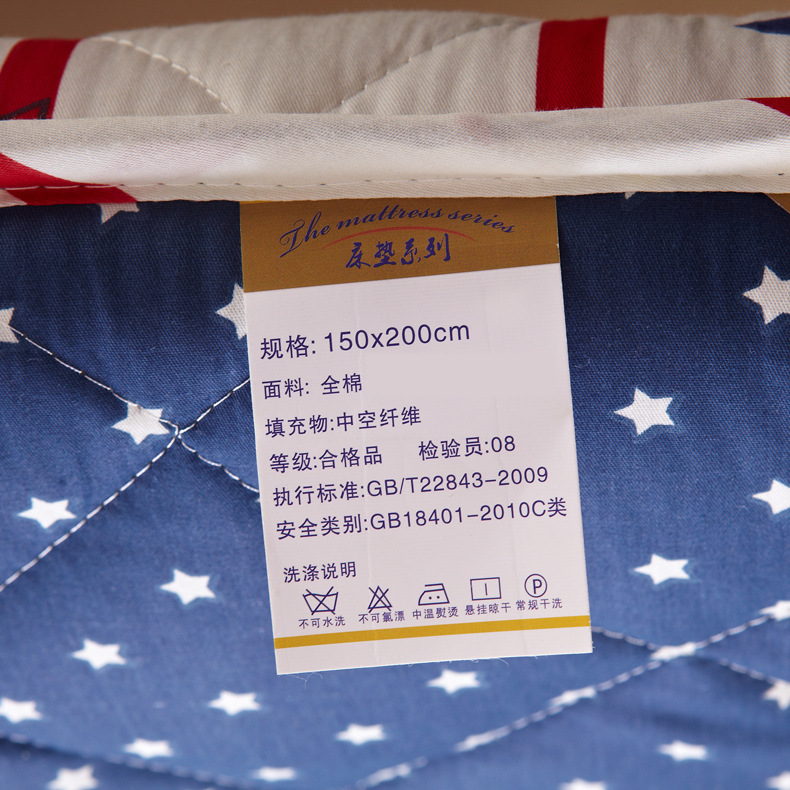 The mattress series
床垫系列
规格: 150x200cm
面料: 全棉
填充物:中空纤维
等级:合格品 检验员:08
执行标准:GB/T22843-2009
安全类别:GB18401-2010C类
洗涤说明
P
不可水洗 不可氯漂 中温熨烫 悬挂晾干 常规干洗